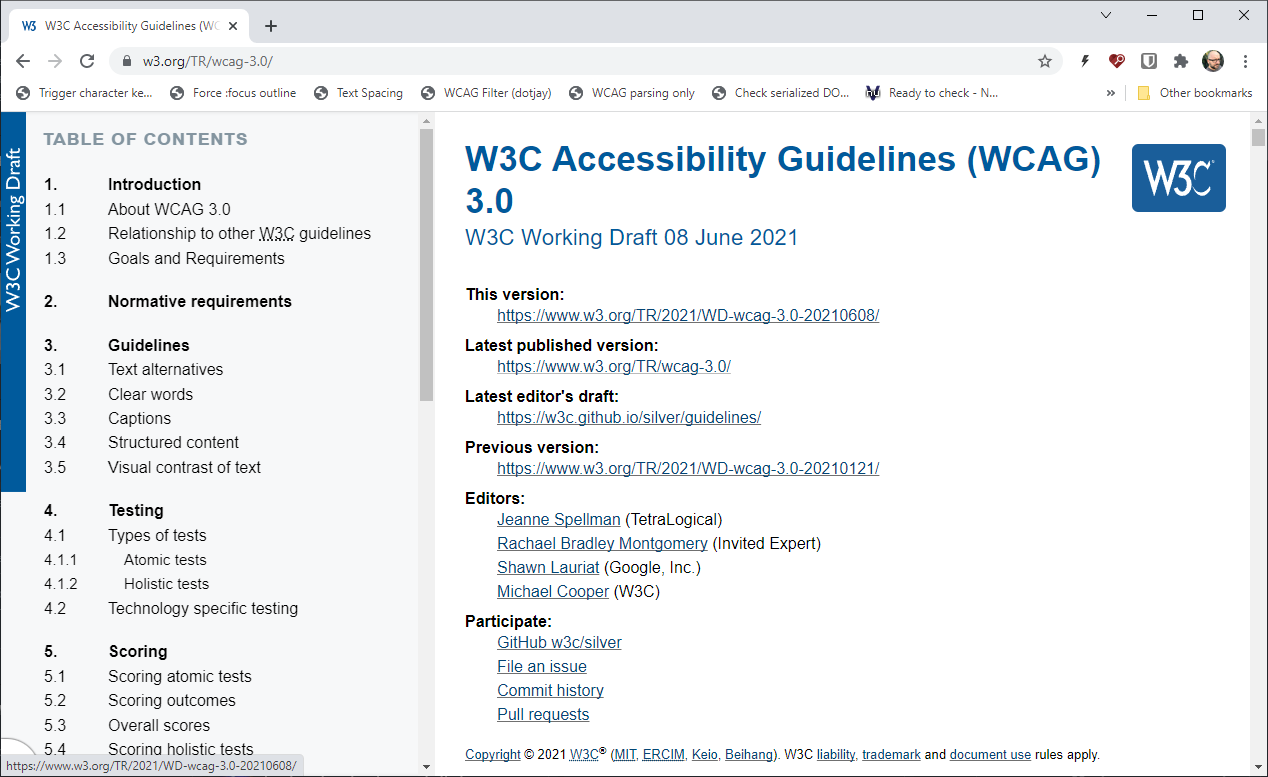 W3C Accessibility Guidelines (WC
w3.org/TR/wcag-3.0/
Trigger character ke... Force :focus outline Text Spacing WCAG Filter (dotjay) WCAG parsing only Check serialized DO... Ready to check - N... » Other bookmarks
W3C Working Draft
TABLE OF CONTENTS
1. Introduction
1.1 About WCAG 3.0
1.2 Relationship to other W3C guidelines
1.3 Goals and Requirements
2. Normative requirements
3. Guidelines
3.1 Text alternatives
3.2 Clear words
3.3 Captions
3.4 Structured content
3.5 Visual contrast of text
4. Testing
4.1 Types of tests
4.1.1 Atomic tests
4.1.2 Holistic tests
4.2 Technology specific testing
5. Scoring
5.1 Scoring atomic tests
5.2 Scoring outcomes
5.3 Overall scores
5.4 Scoring holistic tests
https://www.w3.org/TR/2021/WD-wcag-3.0-20210608/
W3C Accessibility Guidelines (WCAG)
3.0
W3C
W3C Working Draft 08 June 2021
This version:
https://www.w3.org/TR/2021/WD-wcag-3.0-20210608/
Latest published version:
https://www.w3.org/TR/wcag-3.0/
Latest editor's draft:
https://w3c.github.io/silver/guidelines/
Previous version:
https://www.w3.org/TR/2021/WD-wcag-3.0-20210121/
Editors:
Jeanne Spellman (TetraLogical)
Rachael Bradley Montgomery (Invited Expert)
Shawn Lauriat (Google, Inc.)
Michael Cooper (W3C)
Participate:
GitHub w3c/silver
File an issue
Commit history
Pull requests
Copyright © 2021 W3C® (MIT, ERCIM, Keio, Beihang). W3C liability, trademark and document use rules apply.